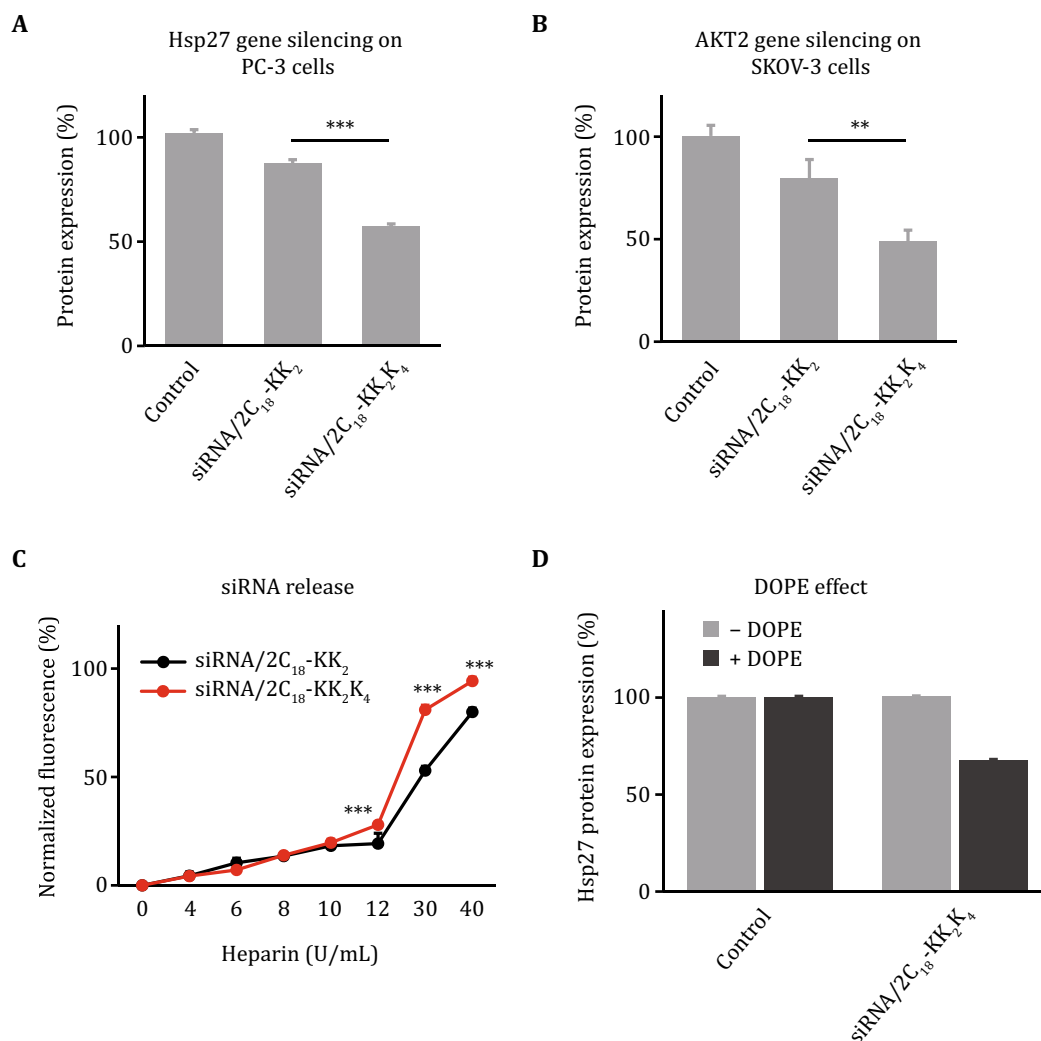 A
Hsp27 gene silencing on
PC-3 cells
Protein expression (%)
100
50
0
***
Control
siRNA/2C₁₈-KK₂
siRNA/2C₁₈-KK₂K₄
B
AKT2 gene silencing on
SKOV-3 cells
Protein expression (%)
100
50
0
**
Control
siRNA/2C₁₈-KK₂
siRNA/2C₁₈-KK₂K₄
C
siRNA release
Normalized fluorescence (%)
100
50
0
siRNA/2C₁₈-KK₂
siRNA/2C₁₈-KK₂K₄
***
***
***
0 4 6 8 10 12 30 40
Heparin (U/mL)
D
DOPE effect
Hsp27 protein expression (%)
100
50
0
– DOPE
+ DOPE
Control
siRNA/2C₁₈-KK₂K₄